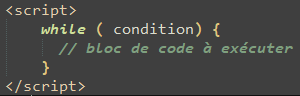 <script>
while ( condition) {
// bloc de code à exécuter
}
</script>